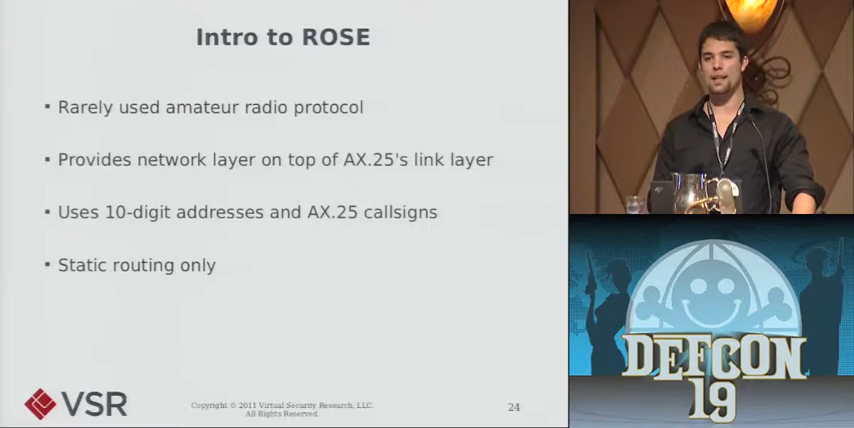 Intro to ROSE
▪ Rarely used amateur radio protocol
▪ Provides network layer on top of AX.25's link layer
▪ Uses 10-digit addresses and AX.25 callsigns
▪ Static routing only
VSR
Copyright © 2011 Virtual Security Research, LLC.
All Rights Reserved.
24
DEFCON
19